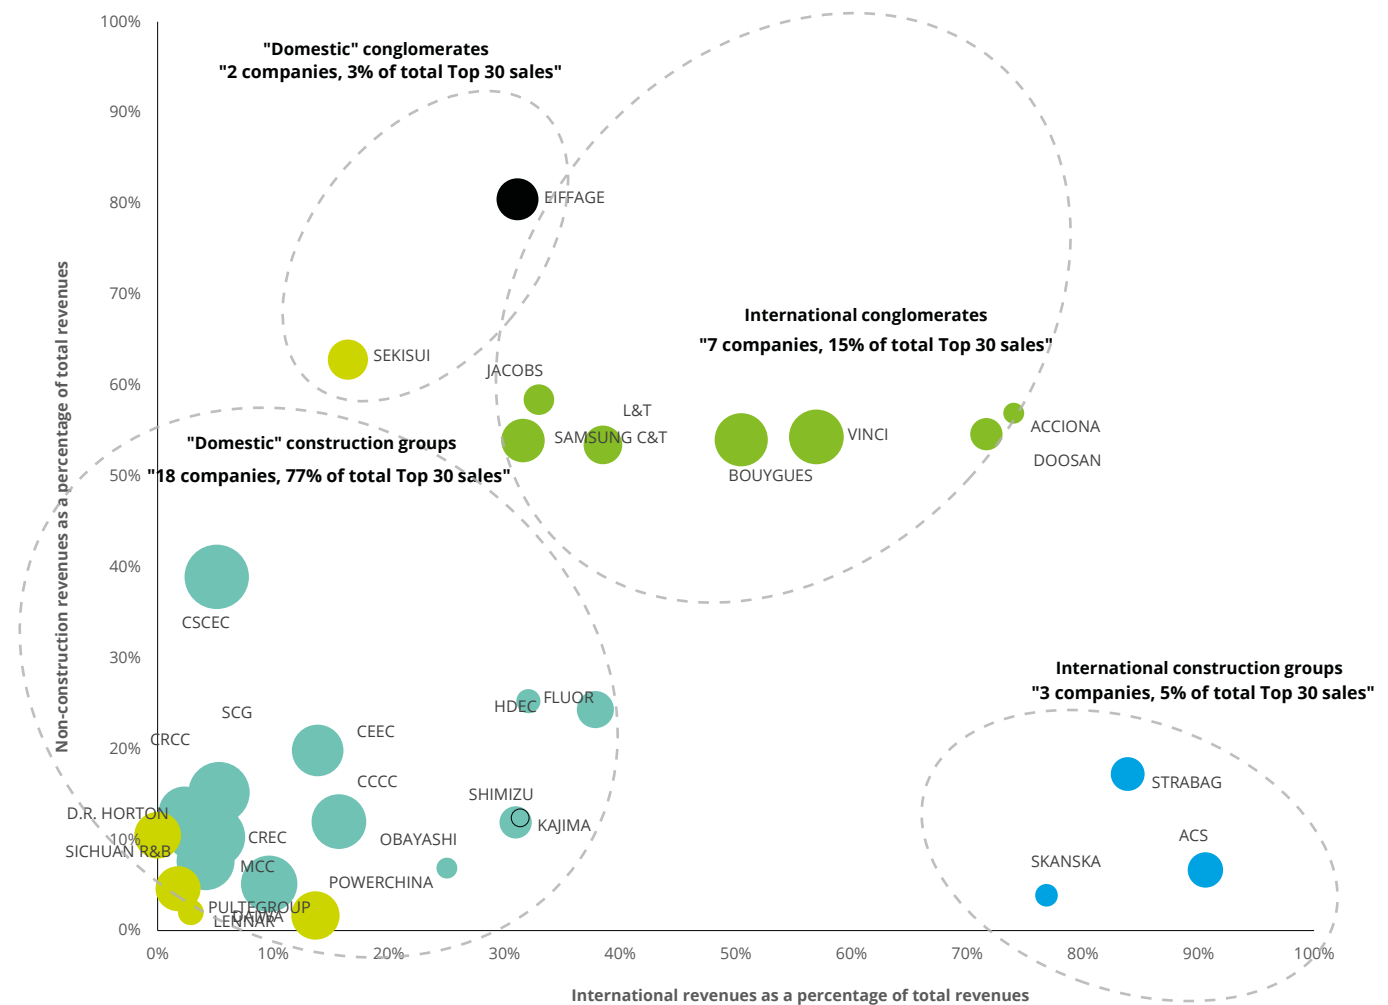 100%
"Domestic" conglomerates
"2 companies, 3% of total Top 30 sales"
90%
80%
EIFFAGE
70%
International conglomerates
"7 companies, 15% of total Top 30 sales"
SEKISUI
60%
JACOBS
L&T
ACCIONA
SAMSUNG C&T
VINCI
DOOSAN
BOUYGUES
"Domestic" construction groups
50%
"18 companies, 77% of total Top 30 sales"
40%
CSCEC
30%
International construction groups
"3 companies, 5% of total Top 30 sales"
HDEC
FLUOR
SCG
CEEC
CRCC
20%
CCCC
STRABAG
SHIMIZU
D.R. HORTON
KAJIMA
10%
CREC
OBAYASHI
ACS
SICHUAN R&B
MCC
SKANSKA
POWERCHINA
PULTEGROUP
DAIWA
LENNAR
0%
0%
10%
20%
30%
40%
50%
60%
70%
80%
90%
100%
International revenues as a percentage of total revenues
Non-construction revenues as a percentage of total revenues